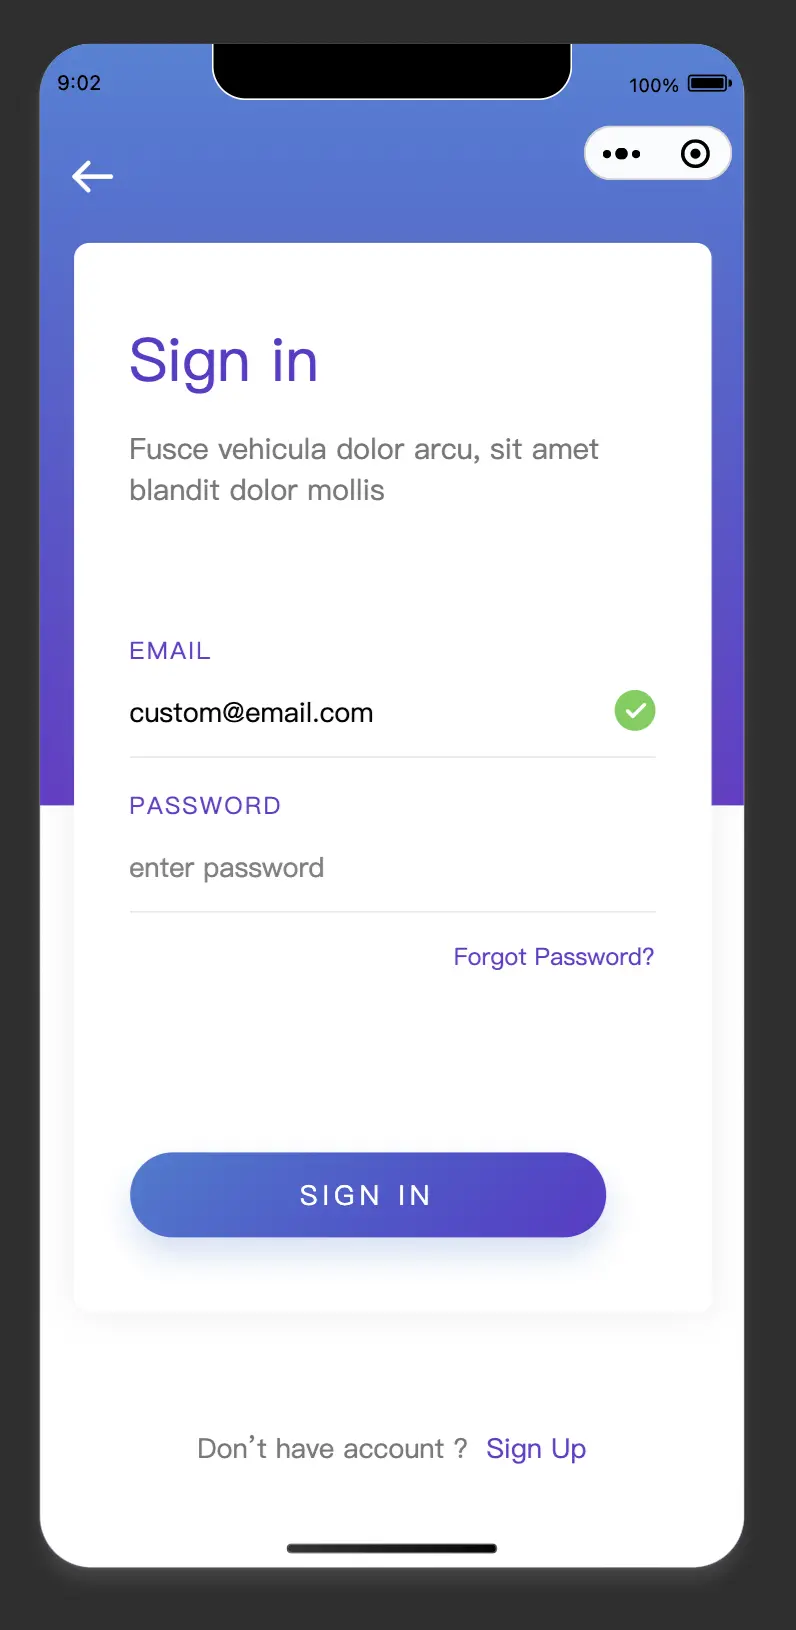 9:02
100%
Sign in
Fusce vehicula dolor arcu, sit amet
blandit dolor mollis
EMAIL
custom@email.com
PASSWORD
enter password
Forgot Password?
SIGN IN
Don't have account ? Sign Up